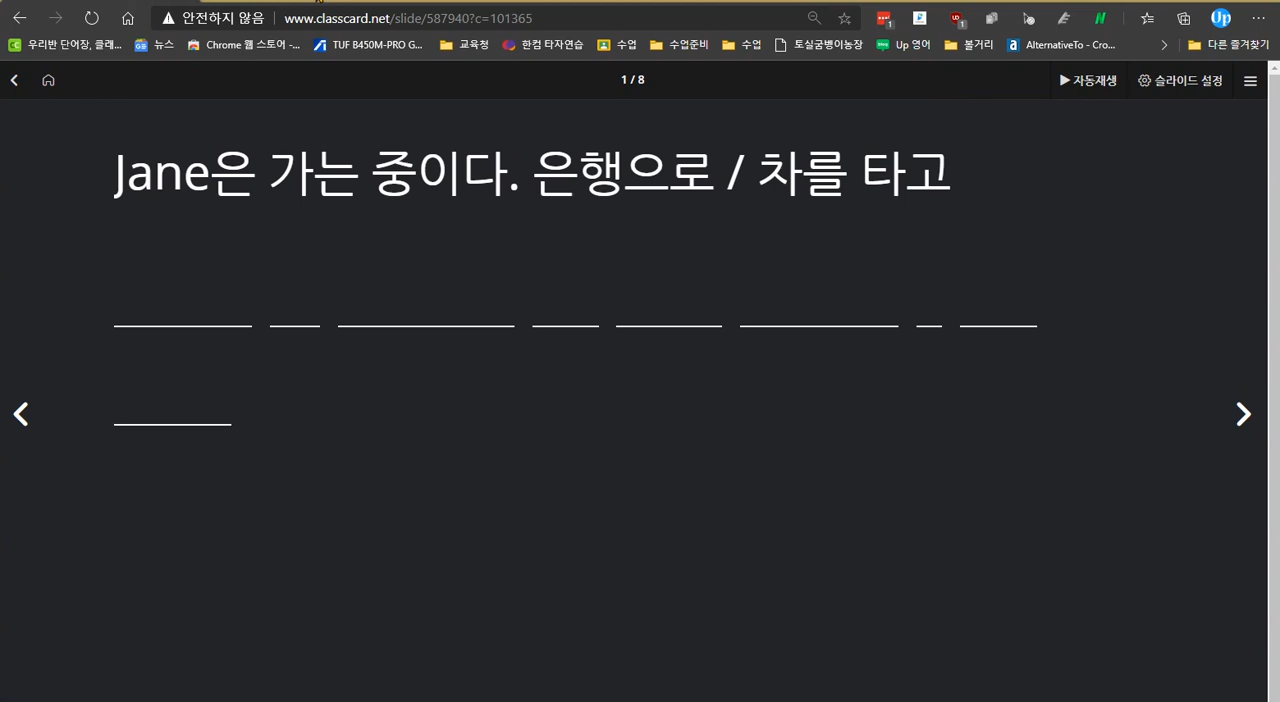 안전하지 않음 | www.classcard.net/slide/587940?c=101365
우리반 단어장, 클래... 뉴스 Chrome 웹 스토어 -... TUF B450M-PRO G... 교육청 한컴 타자연습 수업 수업준비 수업 토실굼벵이농장 Up 영어 볼거리 AlternativeTo - Cro... 다른 즐겨찾기
1 / 8 자동재생 슬라이드 설정
Jane은 가는 중이다. 은행으로 / 차를 타고